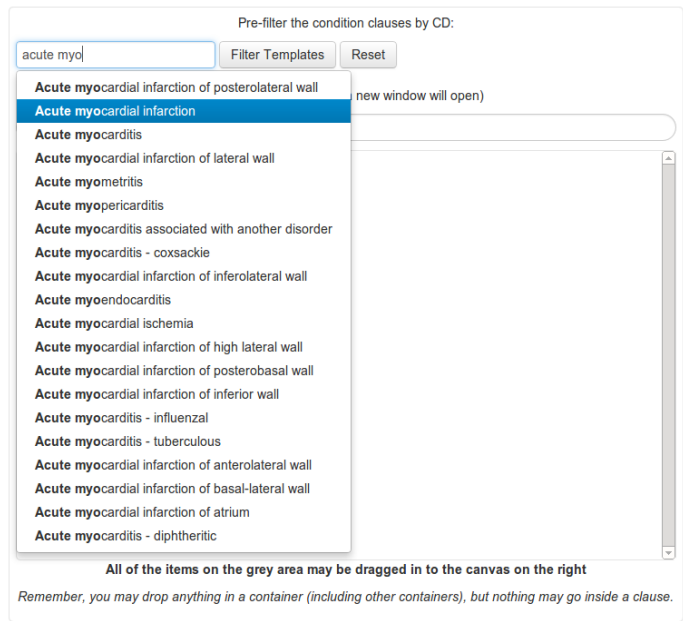 Pre-filter the condition clauses by CD:
acute myo Filter Templates Reset
Acute myocardial infarction of posterolateral wall
new window will open)
Acute myocardial infarction
Acute myocarditis
Acute myocardial infarction of lateral wall
Acute myometritis
Acute myopericarditis
Acute myocarditis associated with another disorder
Acute myocarditis - coxsackie
Acute myocardial infarction of inferolateral wall
Acute myoendocarditis
Acute myocardial ischemia
Acute myocardial infarction of high lateral wall
Acute myocardial infarction of posterobasal wall
Acute myocardial infarction of inferior wall
Acute myocarditis - influenzal
Acute myocarditis - tuberculous
Acute myocardial infarction of anterolateral wall
Acute myocardial infarction of basal-lateral wall
Acute myocardial infarction of atrium
Acute myocarditis - diphtheritic
All of the items on the grey area may be dragged in to the canvas on the right
Remember, you may drop anything in a container (including other containers), but nothing may go inside a clause.